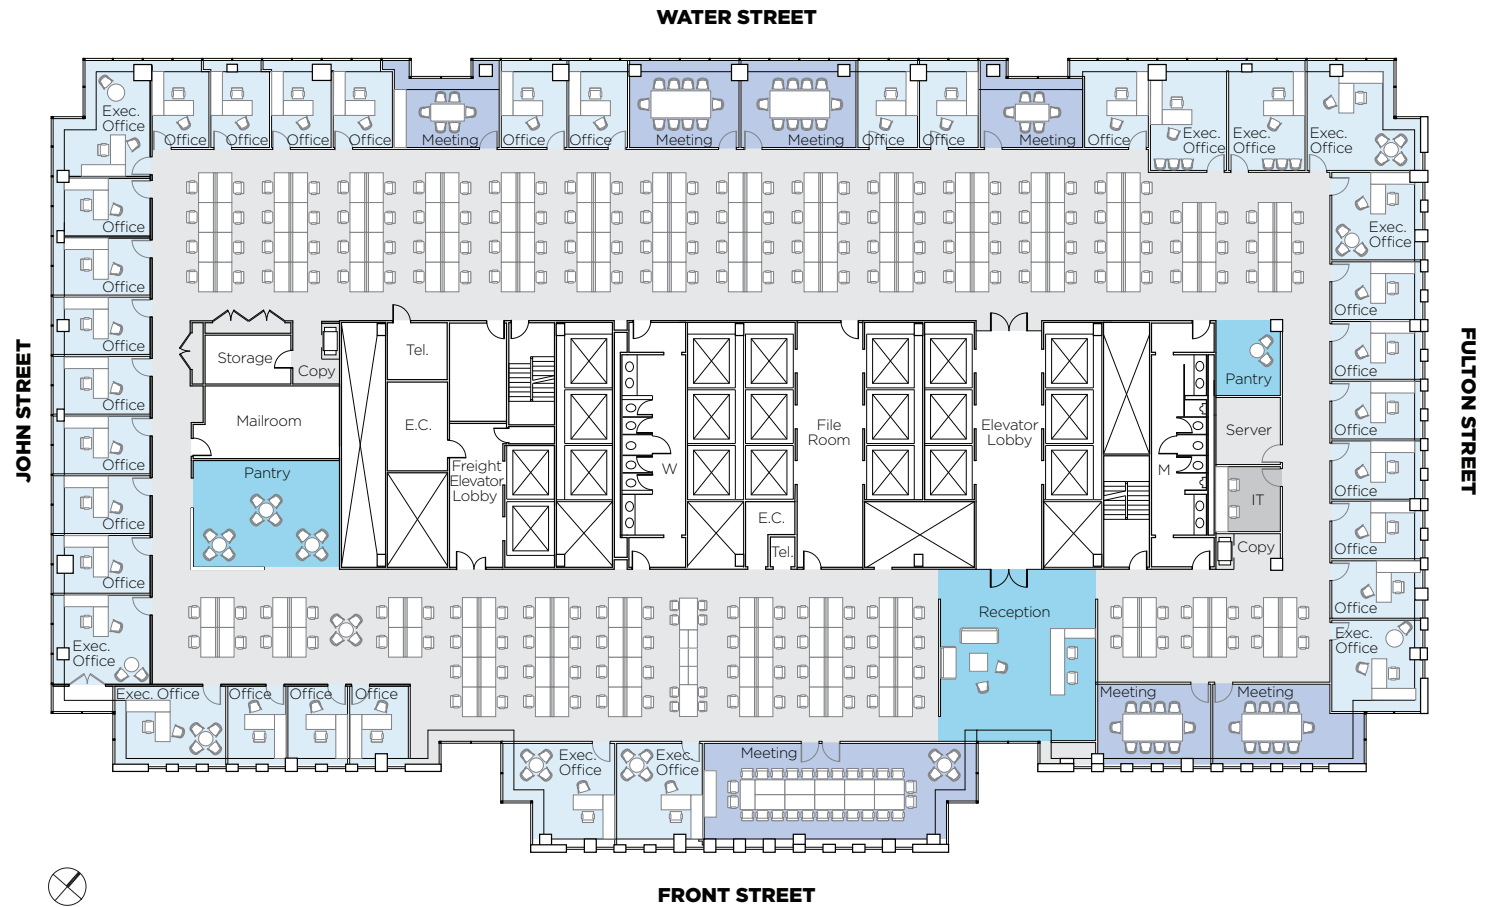 WATER STREET
Exec.
Office
Office
Office
Office
Office
Meeting
Office
Office
Meeting
Meeting
Office
Office
Meeting
Office
Exec.
Office
Exec.
Office
Exec.
Office
Office
Office
Office
Office
Office
Office
Office
Exec.
Office
Exec.
Office
Office
Office
Office
Office
Office
Office
Exec.
Office
JOHN STREET
FULTON STREET
Storage
Copy
Tel.
Mailroom
E.C.
Pantry
Freight
Elevator
Lobby
W
File
Room
E.C.
Tel.
Elevator
Lobby
M
Pantry
Server
IT
Copy
Reception
Exec. Office
Office
Office
Office
Exec.
Office
Exec.
Office
Meeting
Meeting
Meeting
FRONT STREET